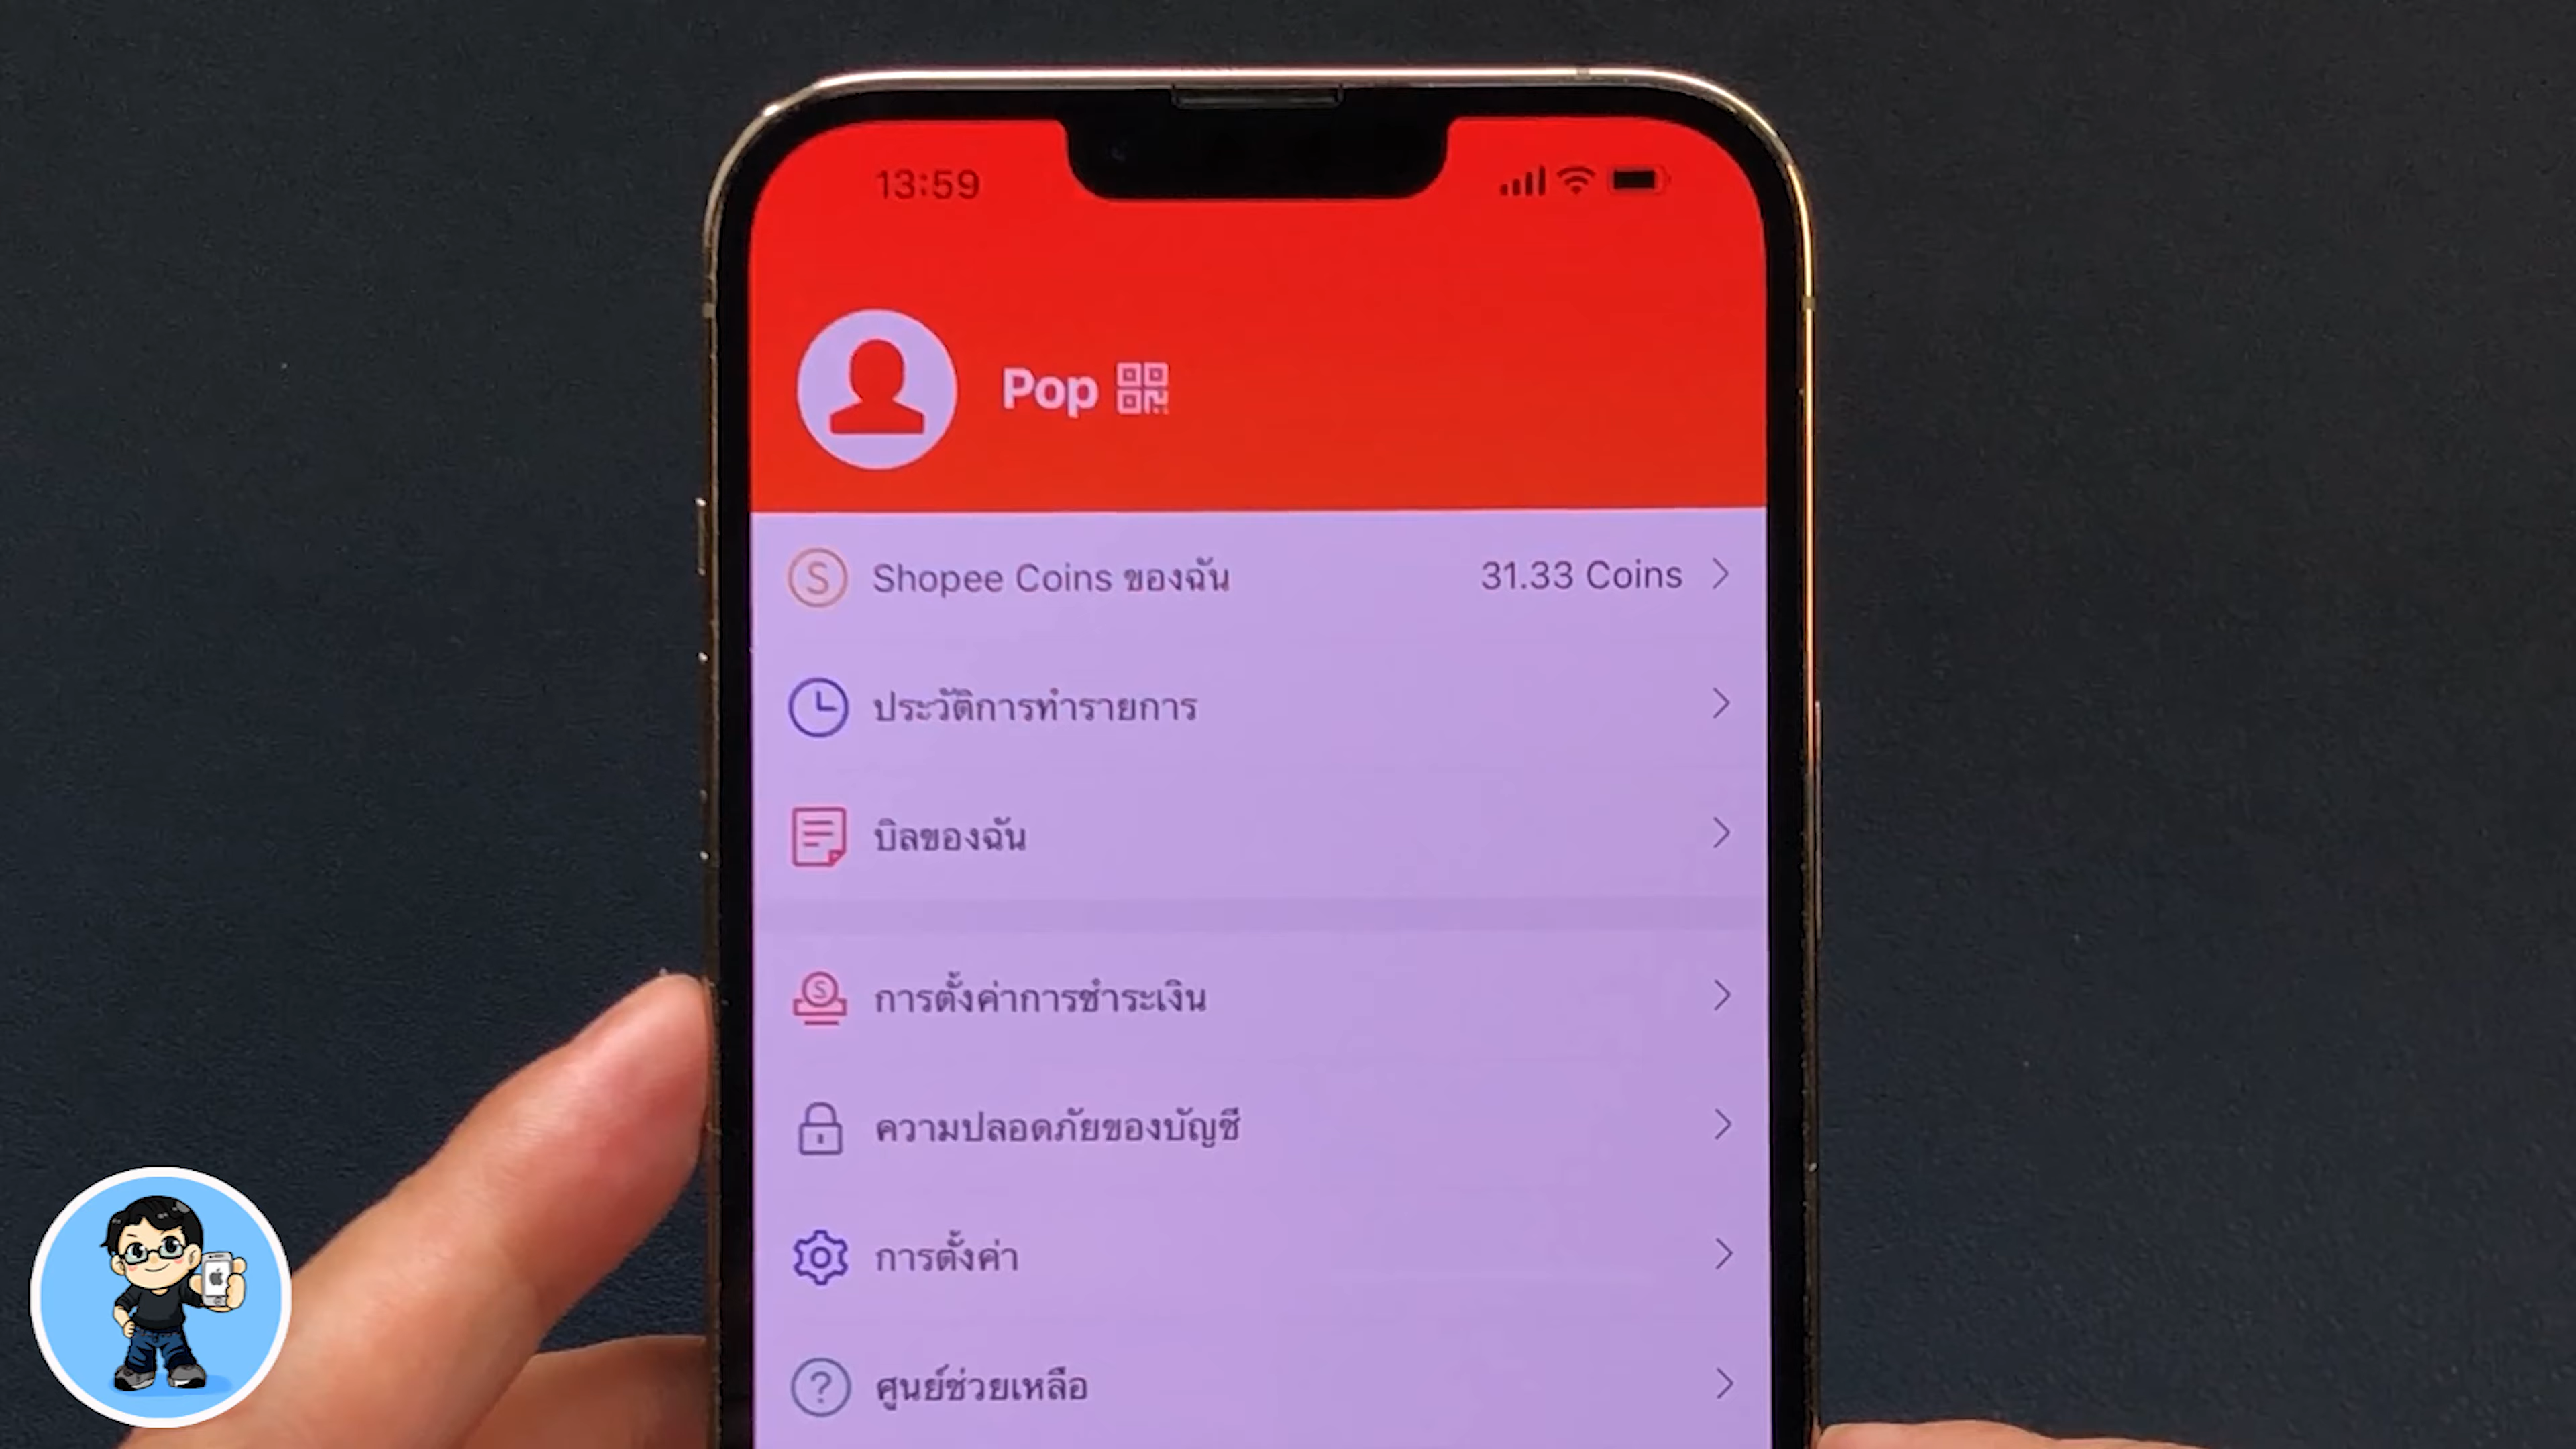 13:59
Pop
Shopee Coins ของฉัน 31.33 Coins
ประวัติการทำรายการ
บิลของฉัน
การตั้งค่าการชำระเงิน
ความปลอดภัยของบัญชี
การตั้งค่า
ศูนย์ช่วยเหลือ